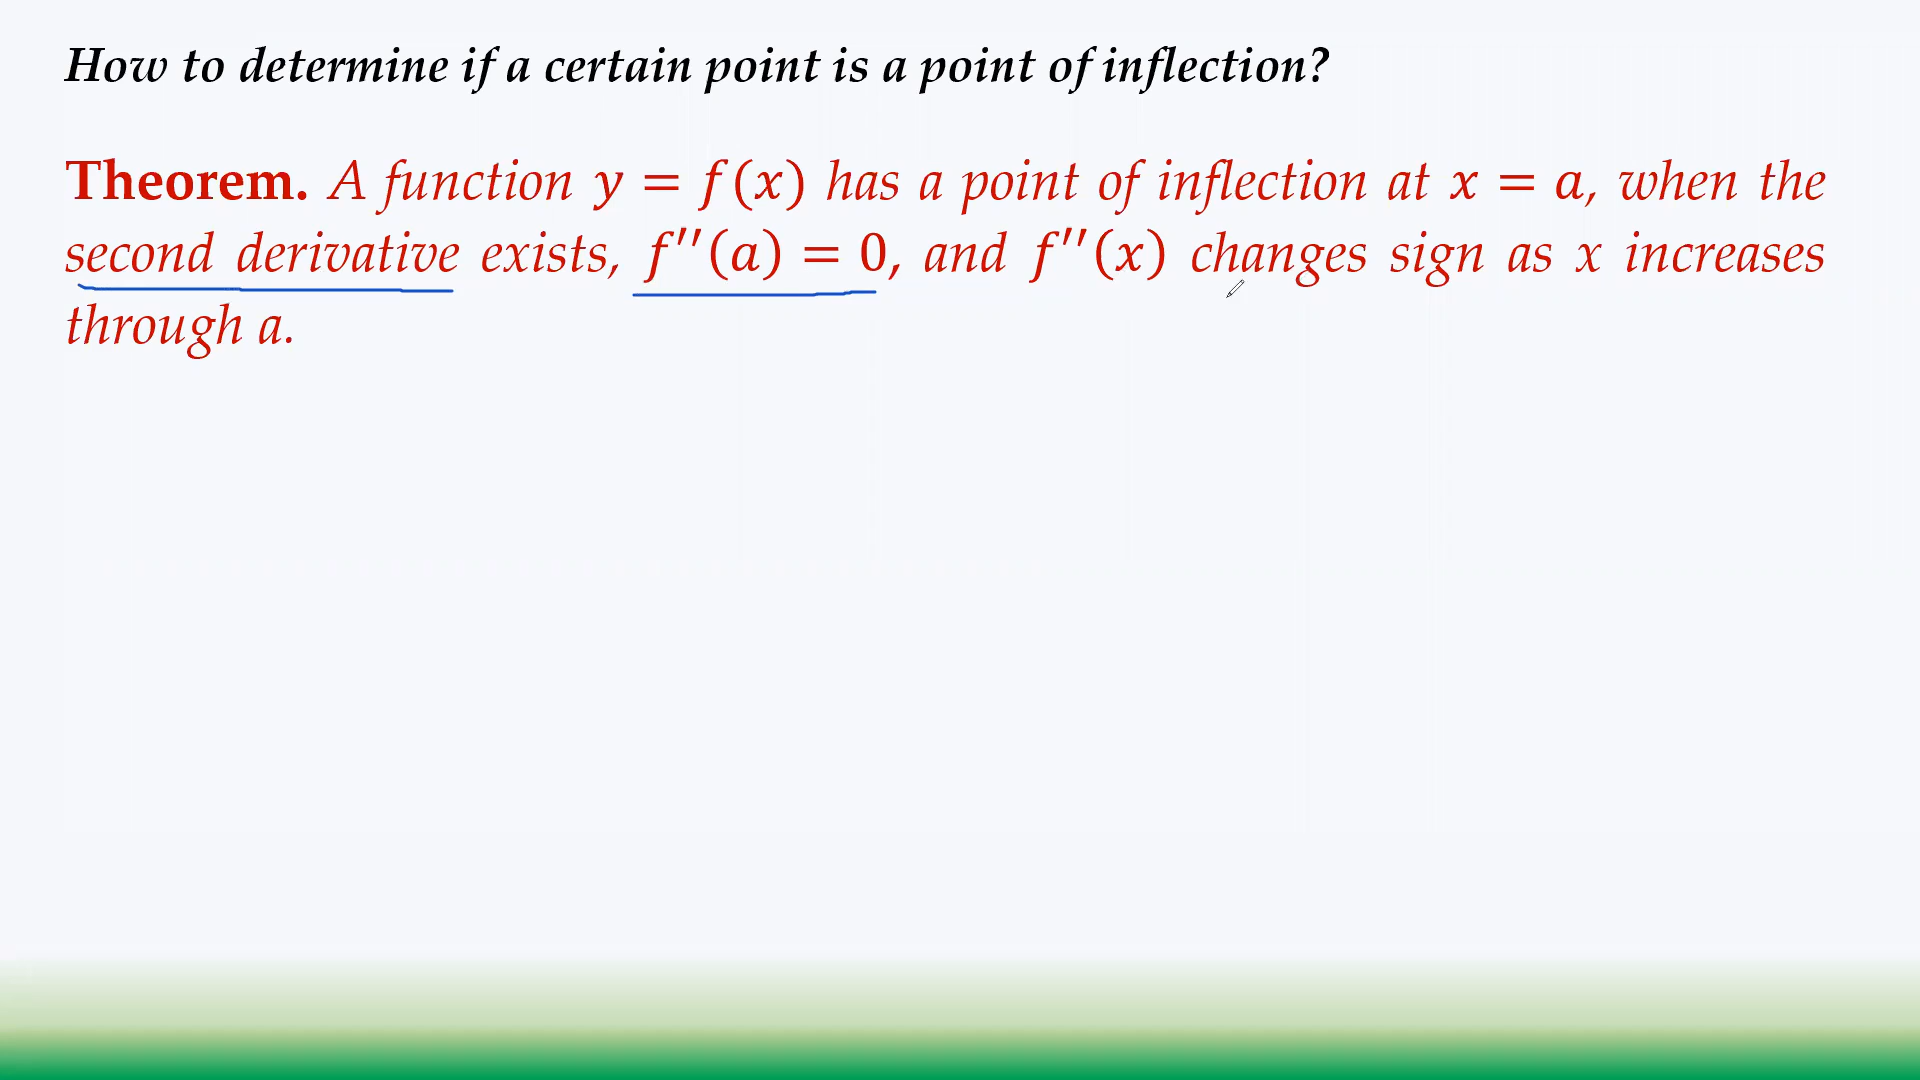 How to determine if a certain point is a point of inflection?
Theorem. A function y = f(x) has a point of inflection at x = a, when the
second derivative exists, f′′(a) = 0, and f′′(x) changes sign as x increases
through a.